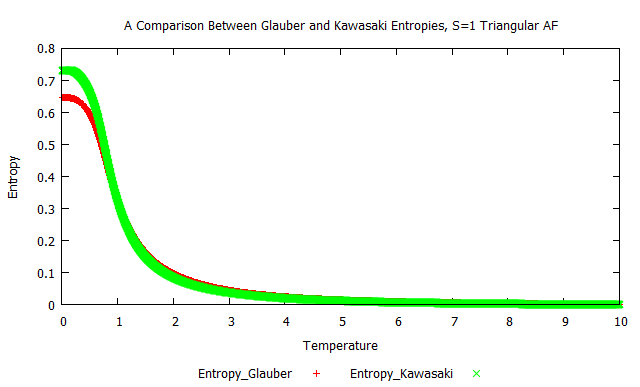 A Comparison Between Glauber and Kawasaki Entropies, S=1 Triangular AF
0.8
0.7
0.6
0.5
0.4
0.3
0.2
0.1
0
Entropy
0 1 2 3 4 5 6 7 8 9 10
Temperature
Entropy_Glauber + Entropy_Kawasaki ×